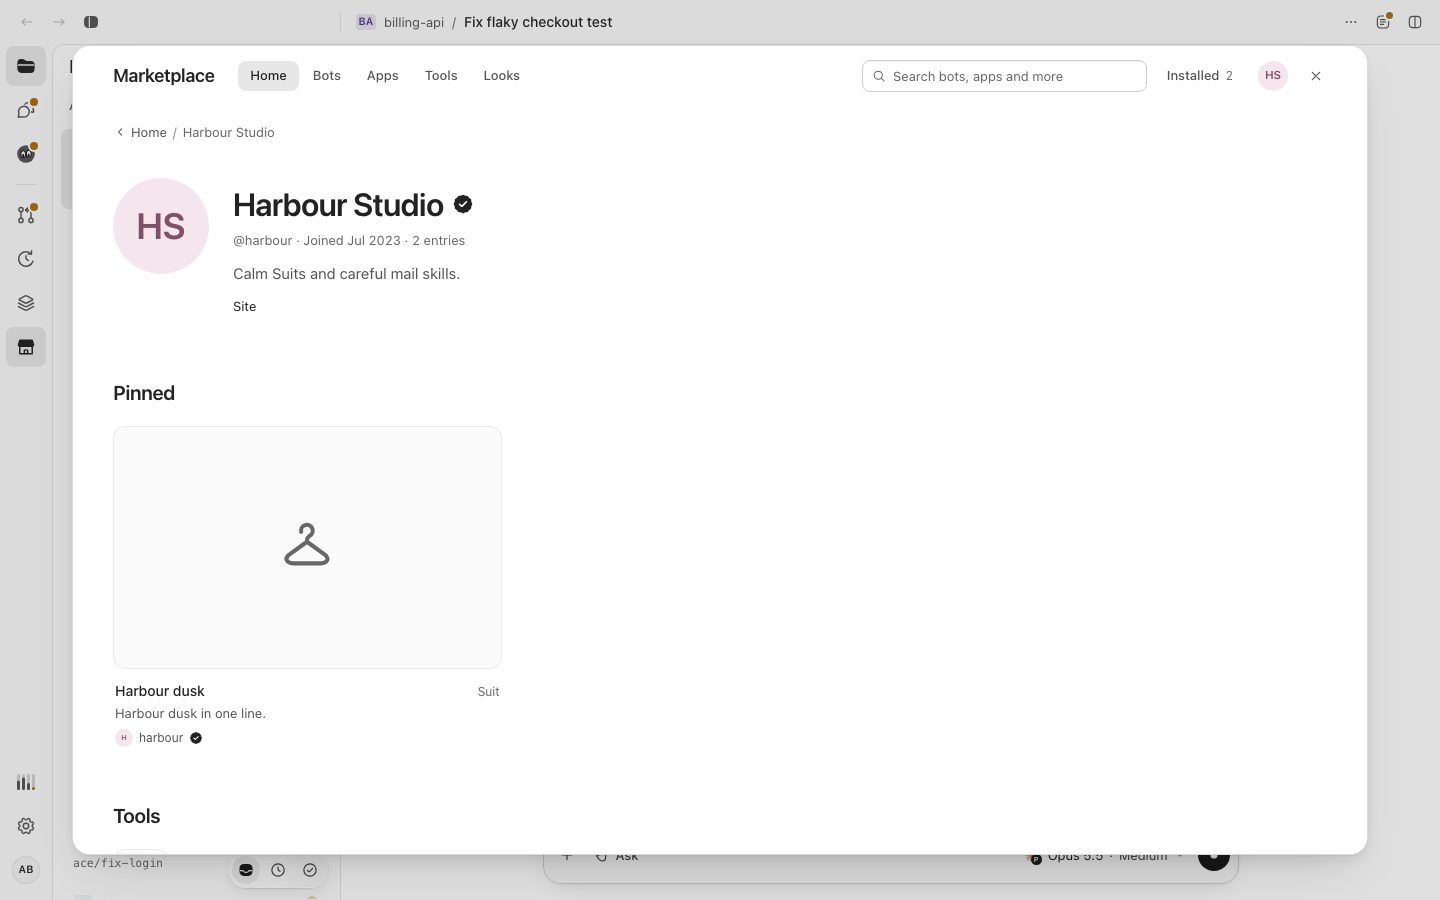 BA billing-api / Fix flaky checkout test
Marketplace Home Bots Apps Tools Looks Search bots, apps and more Installed 2 HS
Home / Harbour Studio
HS
Harbour Studio
@harbour · Joined Jul 2023 · 2 entries
Calm Suits and careful mail skills.
Site
Pinned
Harbour dusk Suit
Harbour dusk in one line.
H harbour
Tools
ace/fix-login
Ask Opus 5.5 · Medium
AB